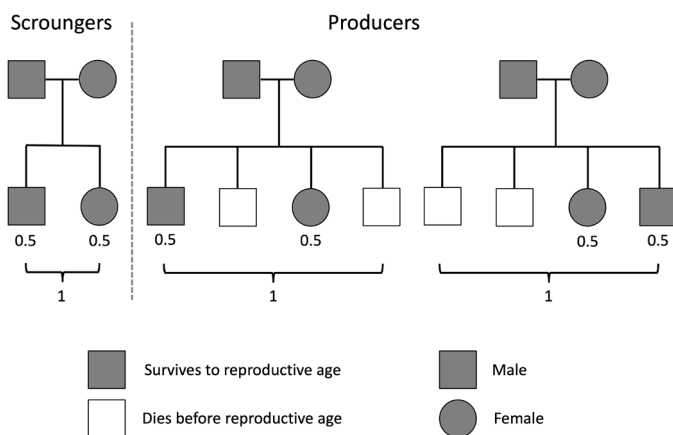 Scroungers
Producers
0.5 0.5
0.5 0.5
0.5 0.5
1
1
1
Survives to reproductive age
Male
Dies before reproductive age
Female